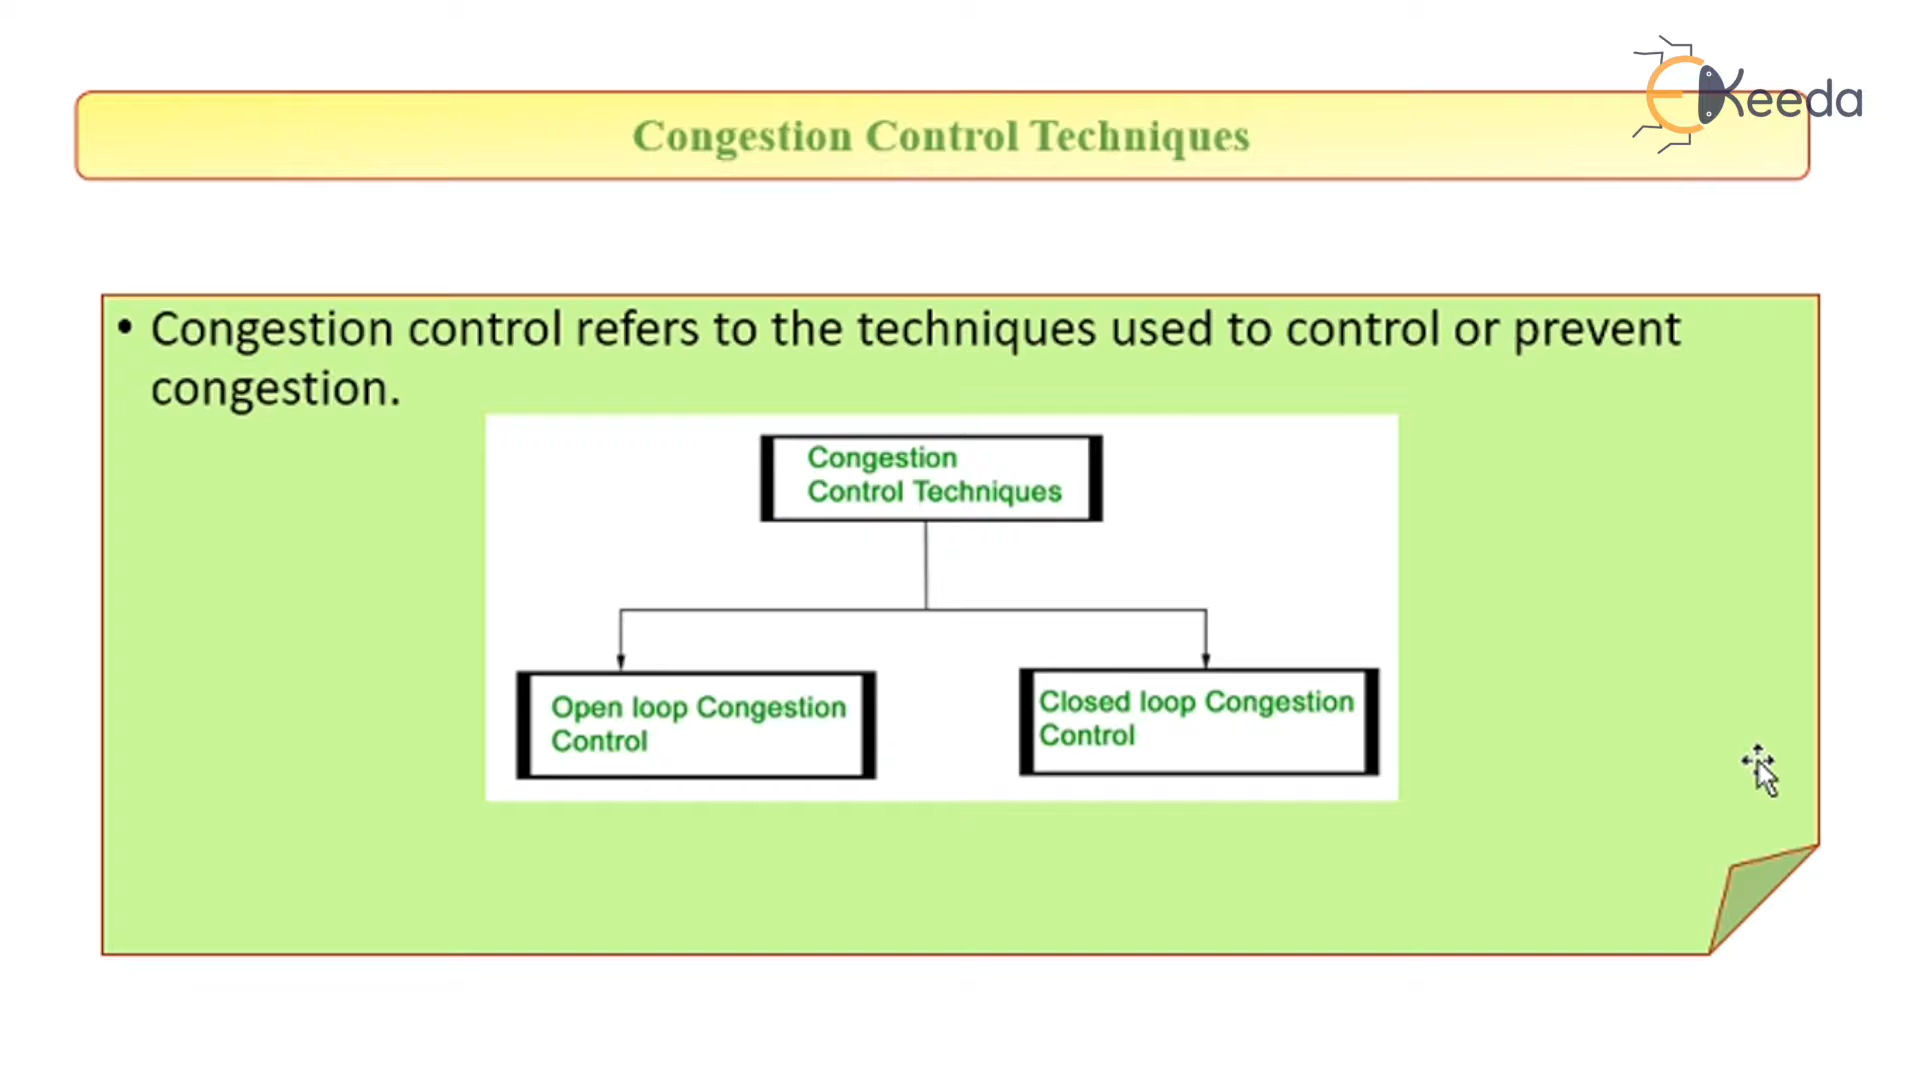 EKeeda
Congestion Control Techniques
• Congestion control refers to the techniques used to control or prevent
congestion.
Congestion
Control Techniques
Open loop Congestion
Control
Closed loop Congestion
Control